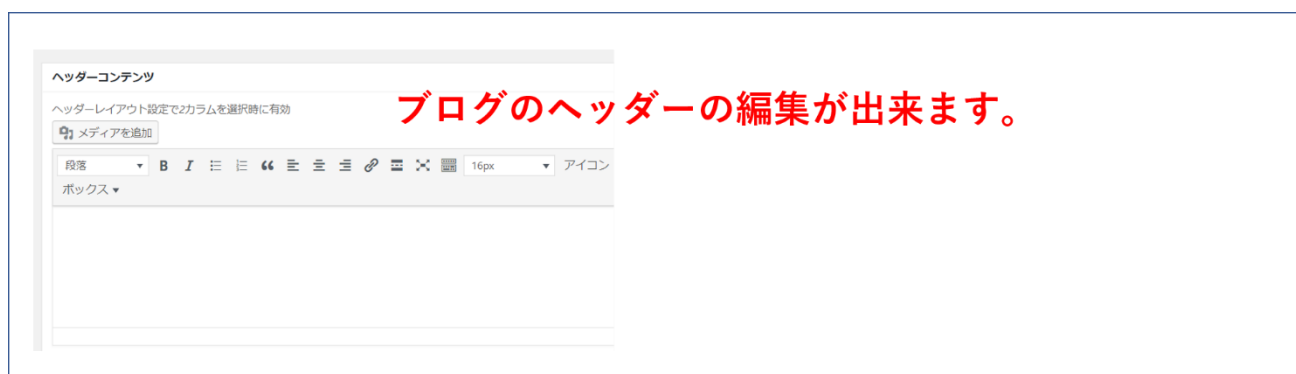 ヘッダーコンテンツ
ヘッダーレイアウト設定で2カラムを選択時に有効
ブログのヘッダーの編集が出来ます。
メディアを追加
段落 B I 16px アイコン
ボックス